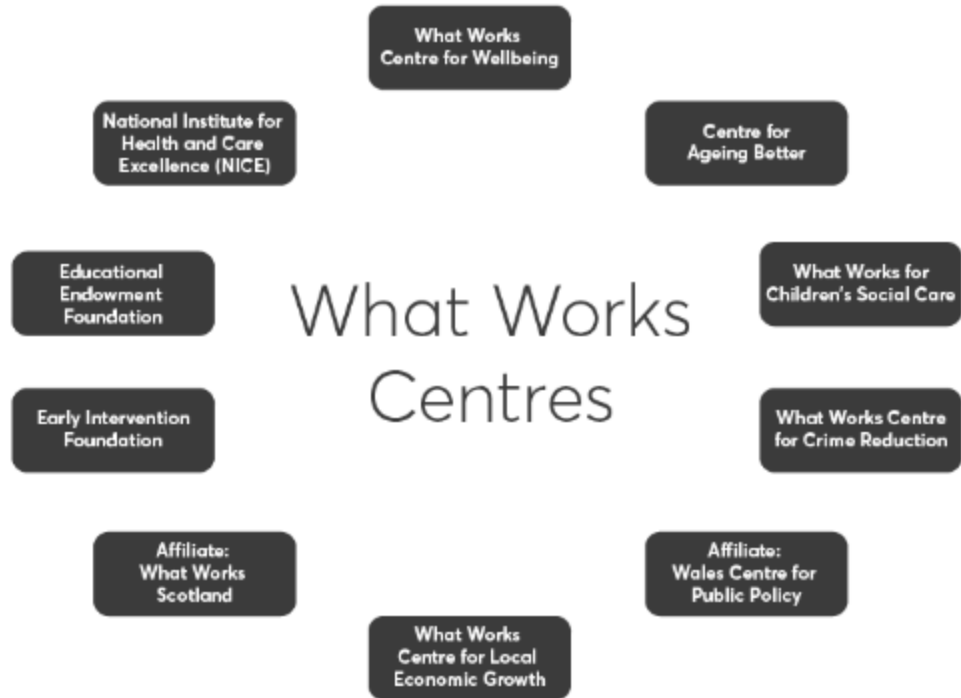 What Works
Centre for Wellbeing
National Institute for
Health and Care
Excellence (NICE)
Centre for
Ageing Better
Educational
Endowment
Foundation
What Works for
Children's Social Care
What Works
Centres
Early Intervention
Foundation
What Works Centre
for Crime Reduction
Affiliate:
What Works
Scotland
Affiliate:
Wales Centre for
Public Policy
What Works
Centre for Local
Economic Growth